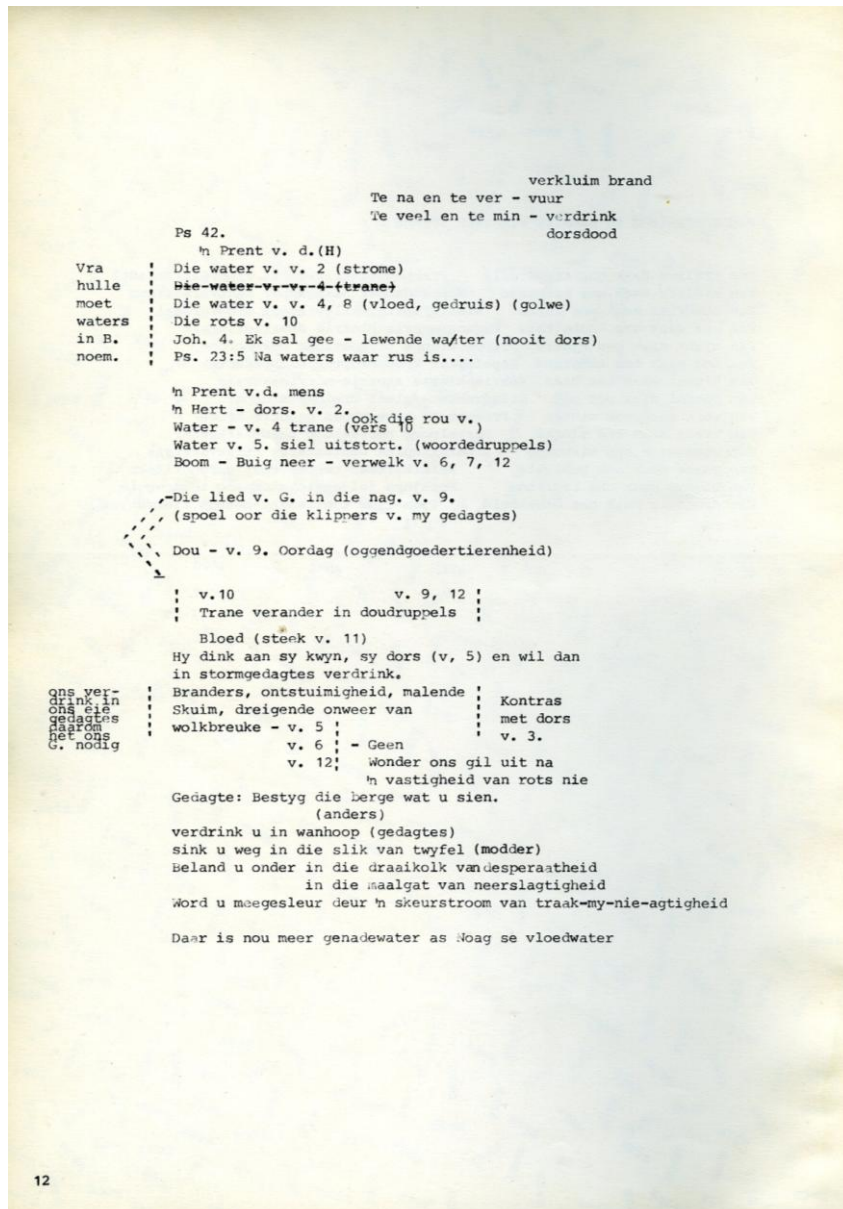 verkluim brand
Te na en te ver - vuur
Te veel en te min - verdrink
Ps 42. dorsdood
'n Prent v. d.(H)
Vra
hulle
moet
waters
in B.
noem.
Die water v. v. 2 (strome)
Die water v. v. 4 (trane)
Die water v. v. 4, 8 (vloed, gedruis) (golwe)
Die rots v. 10
Joh. 4. Ek sal gee - lewende wa/ter (nooit dors)
Ps. 23:5 Na waters waar rus is....
'n Prent v.d. mens
'n Hert - dors. v. 2.
ook die rou v.
Water - v. 4 trane (vers 10 )
Water v. 5. siel uitstort. (woordedruppels)
Boom - Buig neer - verwelk v. 6, 7, 12
-Die lied v. G. in die nag. v. 9.
(spoel oor die klippers v. my gedagtes)
Dou - v. 9. Oordag (oggendgoedertierenheid)
v.10 v. 9, 12
Trane verander in doudruppels
Bloed (steek v. 11)
Hy dink aan sy kwyn, sy dors (v, 5) en wil dan
in stormgedagtes verdrink.
ons ver-
drink in
ons eie
gedagtes
daarom
het ons
G. nodig
Branders, ontstuimigheid, malende
Skuim, dreigende onweer van
wolkbreuke - v. 5
v. 6 - Geen
v. 12
Kontras
met dors
v. 3.
Wonder ons gil uit na
'n vastigheid van rots nie
Gedagte: Bestyg die berge wat u sien.
(anders)
verdrink u in wanhoop (gedagtes)
sink u weg in die slik van twyfel (modder)
Beland u onder in die draaikolk van desperaatheid
in die maalgat van neerslagtigheid
Word u meegesleur deur 'n skeurstroom van traak-my-nie-agtigheid
Daar is nou meer genadewater as Noag se vloedwater
12